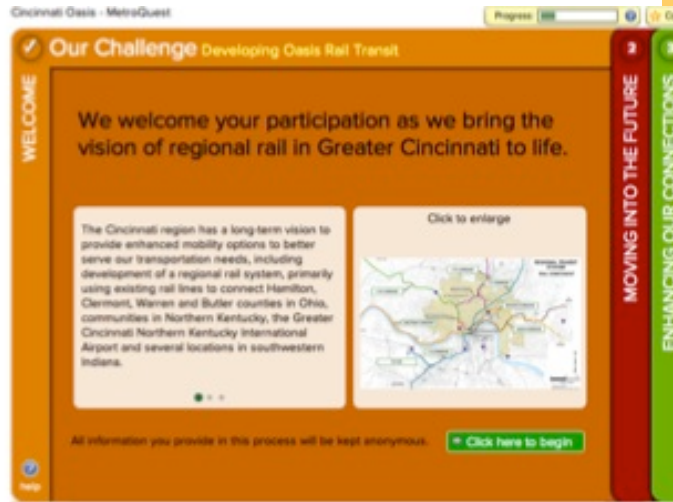 Cincinnati Oasis - MetroQuest
Progress:
Our Challenge Developing Oasis Rail Transit
WELCOME
We welcome your participation as we bring the
vision of regional rail in Greater Cincinnati to life.
The Cincinnati region has a long-term vision to
provide enhanced mobility options to better
serve our transportation needs, including
development of a regional rail system, primarily
using existing rail lines to connect Hamilton,
Clermont, Warren and Butler counties in Ohio,
communities in Northern Kentucky, the Greater
Cincinnati Northern Kentucky International
Airport and several locations in southwestern
Indiana.
Click to enlarge
All information you provide in this process will be kept anonymous.
Click here to begin
help
2
MOVING INTO THE FUTURE
3
ENHANCING OUR CONNECTIONS